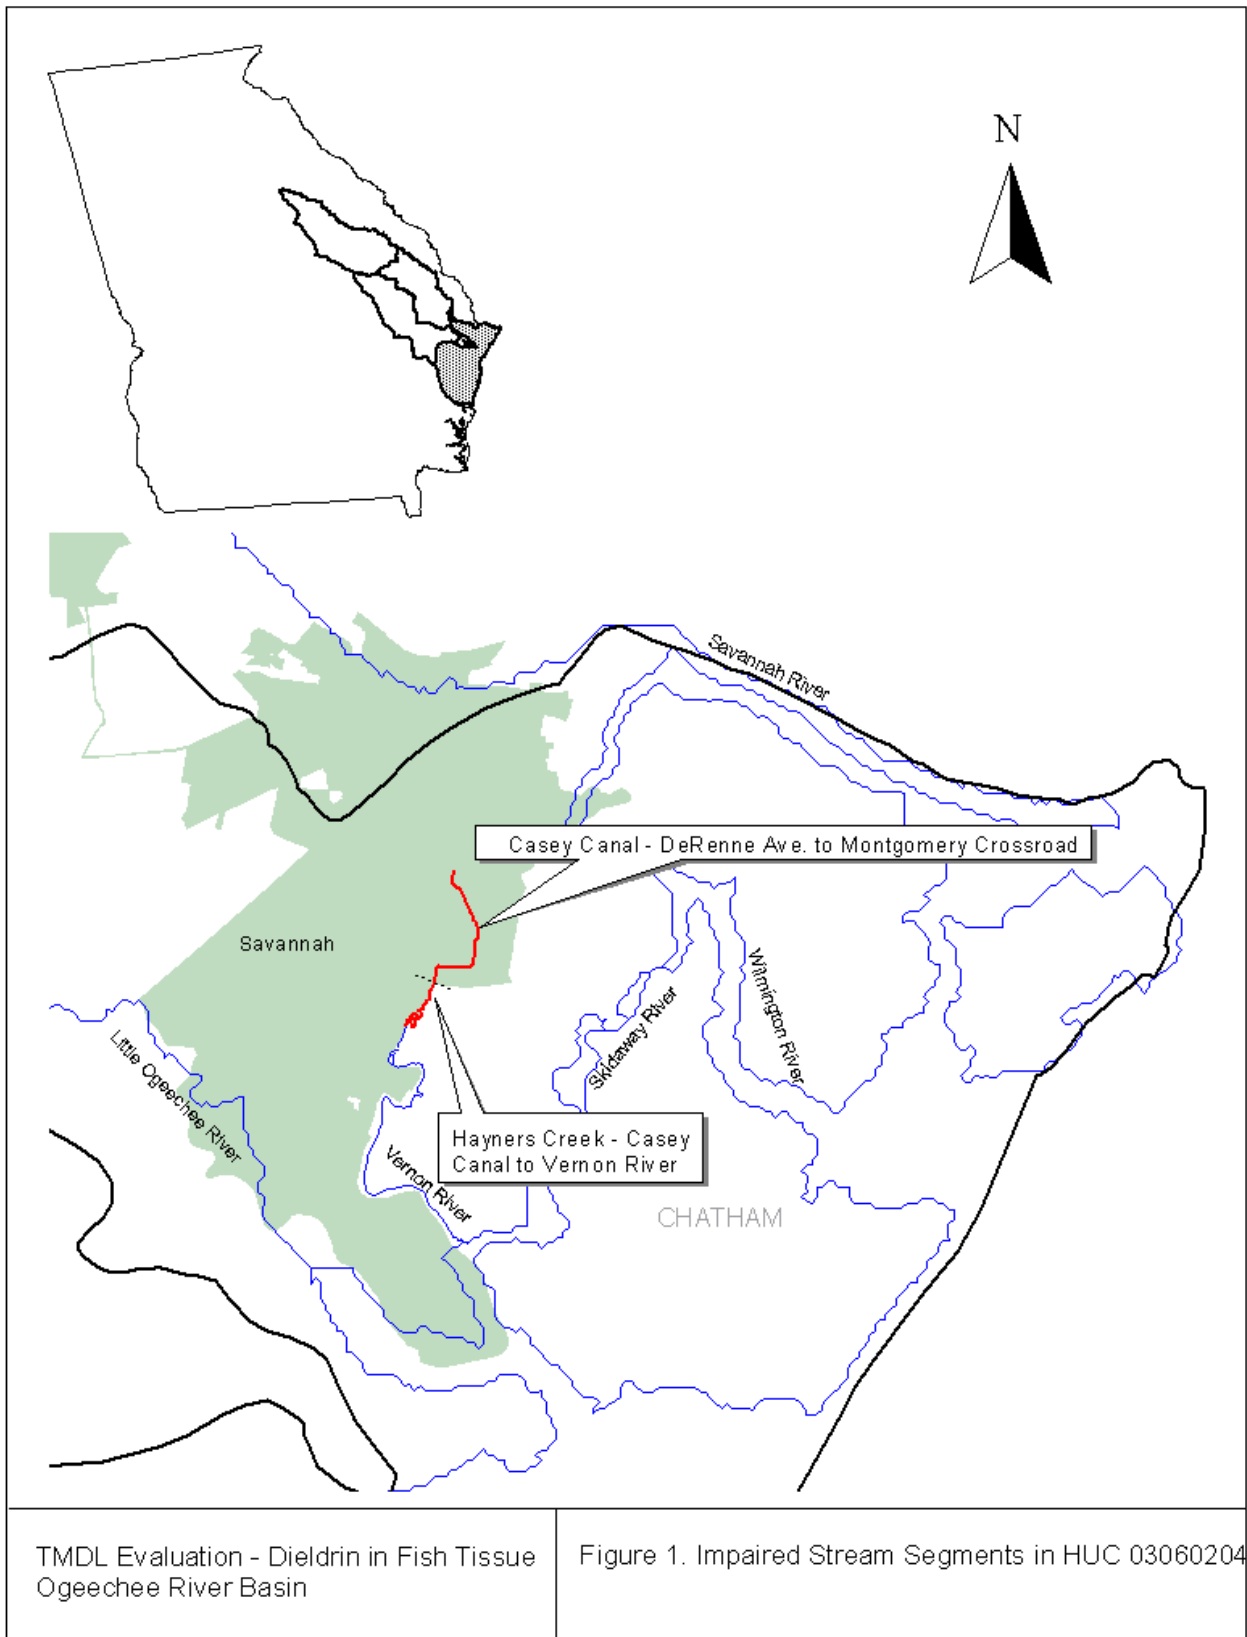 N
Savannah River
Casey Canal - DeRenne Ave. to Montgomery Crossroad
Savannah
Wilmington River
Skidaway River
Little Ogeechee River
Hayners Creek - Casey
Canal to Vernon River
Vernon River
CHATHAM
TMDL Evaluation - Dieldrin in Fish Tissue
Ogeechee River Basin
Figure 1. Impaired Stream Segments in HUC 03060204